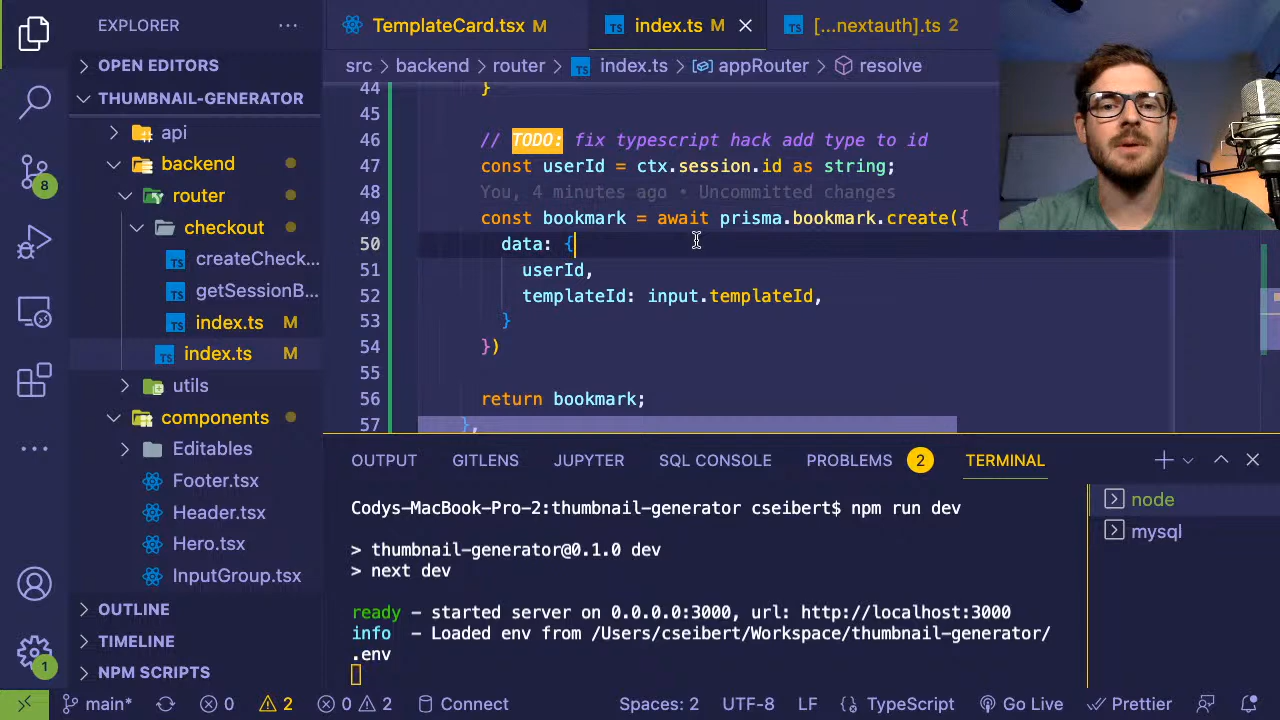 EXPLORER
TemplateCard.tsx M
index.ts M
[...nextauth].ts 2
OPEN EDITORS
THUMBNAIL-GENERATOR
api
backend
router
checkout
createCheck...
getSessionB...
index.ts M
index.ts M
utils
components
Editables
Footer.tsx
Header.tsx
Hero.tsx
InputGroup.tsx
OUTLINE
TIMELINE
NPM SCRIPTS
8
1
src backend router index.ts appRouter resolve
44 }
45
46 // TODO: fix typescript hack add type to id
47 const userId = ctx.session.id as string;
48 You, 4 minutes ago • Uncommitted changes
49 const bookmark = await prisma.bookmark.create({
50 data: {
51 userId,
52 templateId: input.templateId,
53 }
54 })
55
56 return bookmark;
57 },
OUTPUT GITLENS JUPYTER SQL CONSOLE PROBLEMS 2 TERMINAL
Codys-MacBook-Pro-2:thumbnail-generator cseibert$ npm run dev
> thumbnail-generator@0.1.0 dev
> next dev
ready - started server on 0.0.0.0:3000, url: http://localhost:3000
info - Loaded env from /Users/cseibert/Workspace/thumbnail-generator/
.env
node
mysql
main* 0 2 0 2 Connect Spaces: 2 UTF-8 LF TypeScript Go Live Prettier